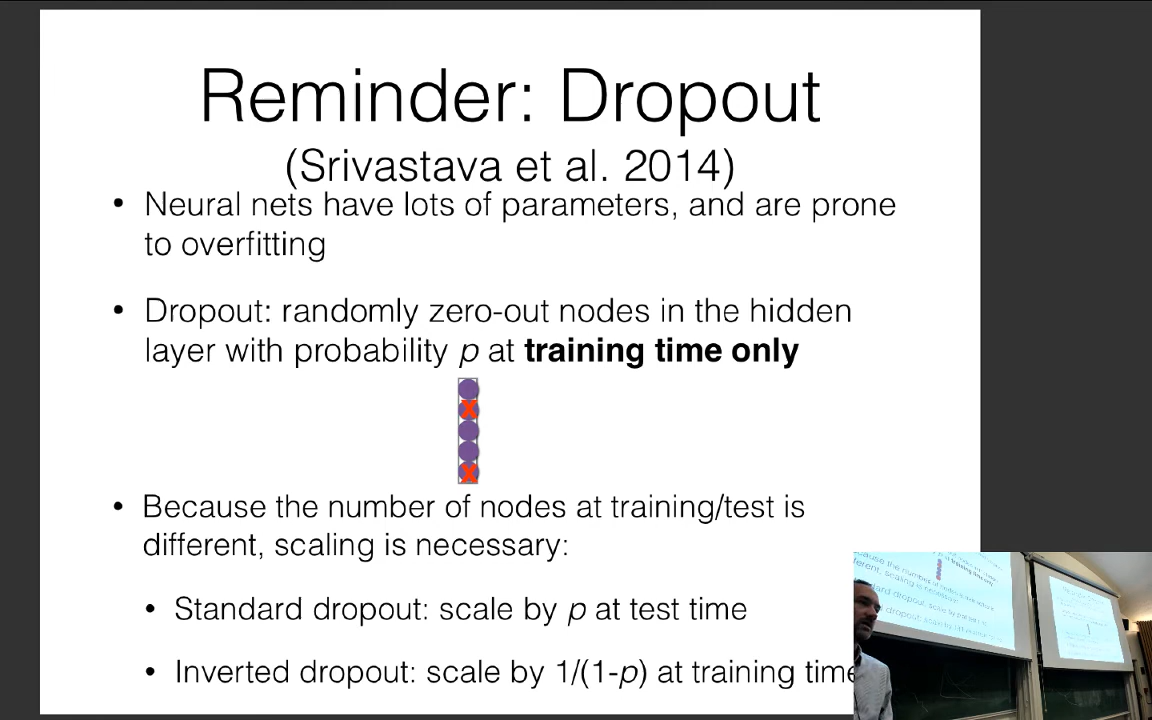 Reminder: Dropout
(Srivastava et al. 2014)
• Neural nets have lots of parameters, and are prone
to overfitting
• Dropout: randomly zero-out nodes in the hidden
layer with probability p at training time only
X
X
• Because the number of nodes at training/test is
different, scaling is necessary:
• Standard dropout: scale by p at test time
• Inverted dropout: scale by 1/(1-p) at training time